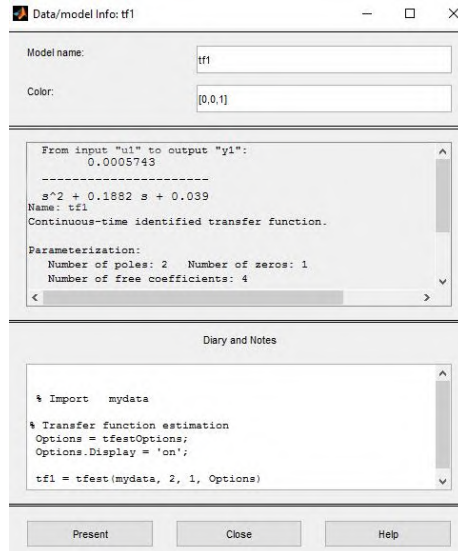 Data/model Info: tf1
Model name:
tf1
Color:
[0,0,1]
From input "u1" to output "y1":
0.0005743
----------------------
s^2 + 0.1882 s + 0.039
Name: tf1
Continuous-time identified transfer function.
Parameterization:
Number of poles: 2   Number of zeros: 1
Number of free coefficients: 4
Diary and Notes
% Import   mydata
% Transfer function estimation
Options = tfestOptions;
Options.Display = 'on';
tf1 = tfest(mydata, 2, 1, Options)
Present   Close   Help